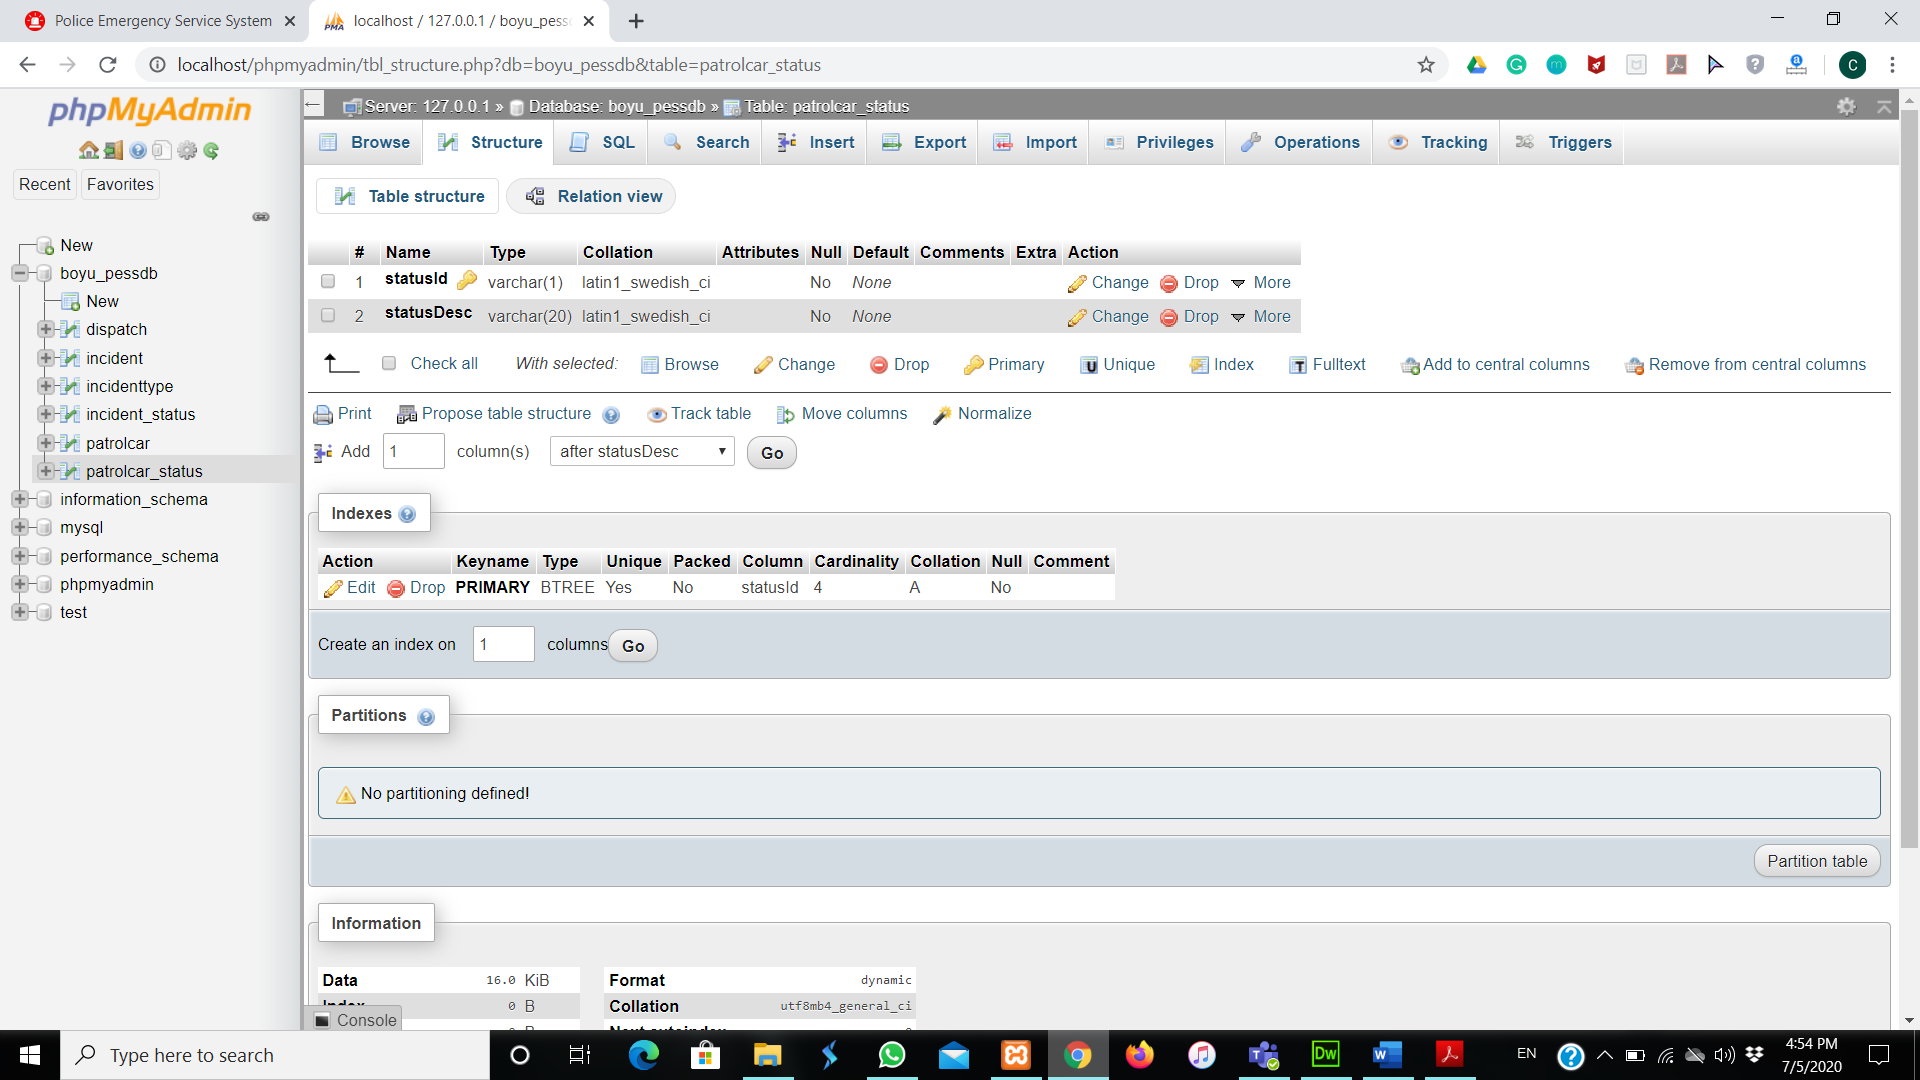 Police Emergency Service System
localhost / 127.0.0.1 / boyu_pess
localhost/phpmyadmin/tbl_structure.php?db=boyu_pessdb&table=patrolcar_status
C
phpMyAdmin
Recent Favorites
New
boyu_pessdb
New
dispatch
incident
incidenttype
incident_status
patrolcar
patrolcar_status
information_schema
mysql
performance_schema
phpmyadmin
test
Server: 127.0.0.1 » Database: boyu_pessdb » Table: patrolcar_status
Browse Structure SQL Search Insert Export Import Privileges Operations Tracking Triggers
Table structure Relation view
# Name Type Collation Attributes Null Default Comments Extra Action
1 statusId varchar(1) latin1_swedish_ci No None Change Drop More
2 statusDesc varchar(20) latin1_swedish_ci No None Change Drop More
Check all With selected: Browse Change Drop Primary Unique Index Fulltext Add to central columns Remove from central columns
Print Propose table structure Track table Move columns Normalize
Add 1 column(s) after statusDesc Go
Indexes
Action Keyname Type Unique Packed Column Cardinality Collation Null Comment
Edit Drop PRIMARY BTREE Yes No statusId 4 A No
Create an index on 1 columns Go
Partitions
No partitioning defined!
Partition table
Information
Data 16.0 KiB Format dynamic
Index 0 B Collation utf8mb4_general_ci
Console
Type here to search
EN
4:54 PM
7/5/2020